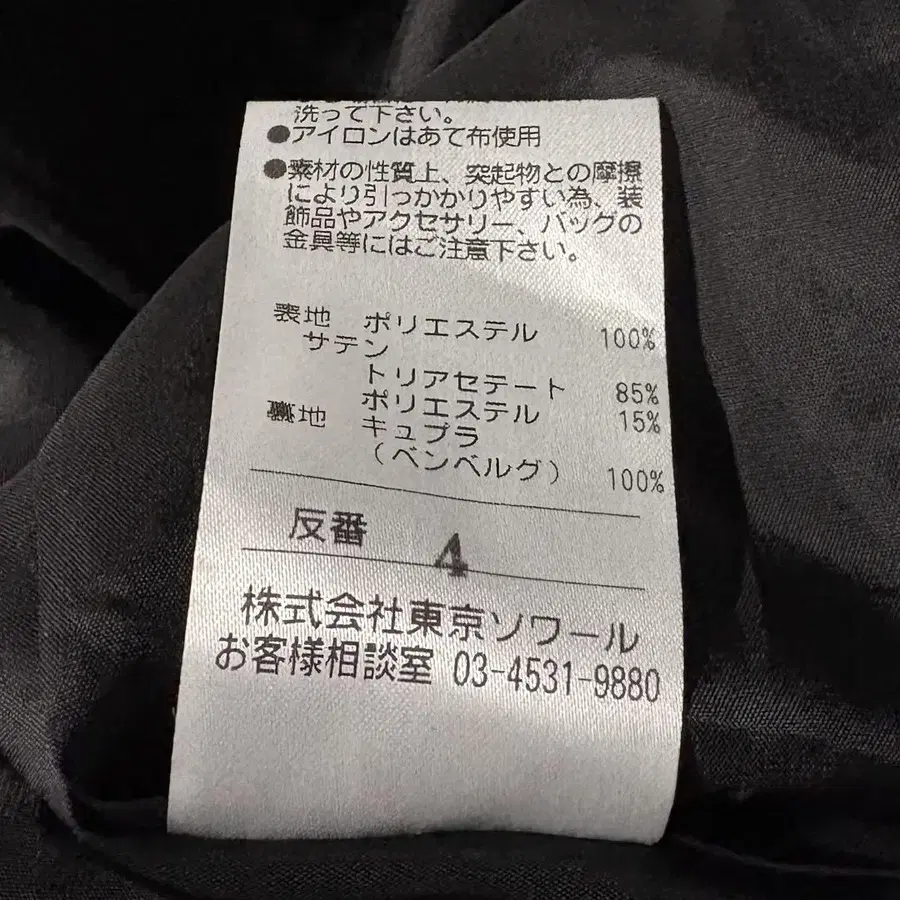 洗って下さい。
●アイロンはあて布使用
●素材の性質上、突起物との摩擦
により引っかかりやすい為、装
飾品やアクセサリー、バッグの
金具等にはご注意下さい。
表地 ポリエステル 100%
サテン
トリアセテート 85%
ポリエステル 15%
裏地 キュプラ
(ベンベルグ) 100%
反番 4
株式会社東京ソワール
お客様相談室 03-4531-9880